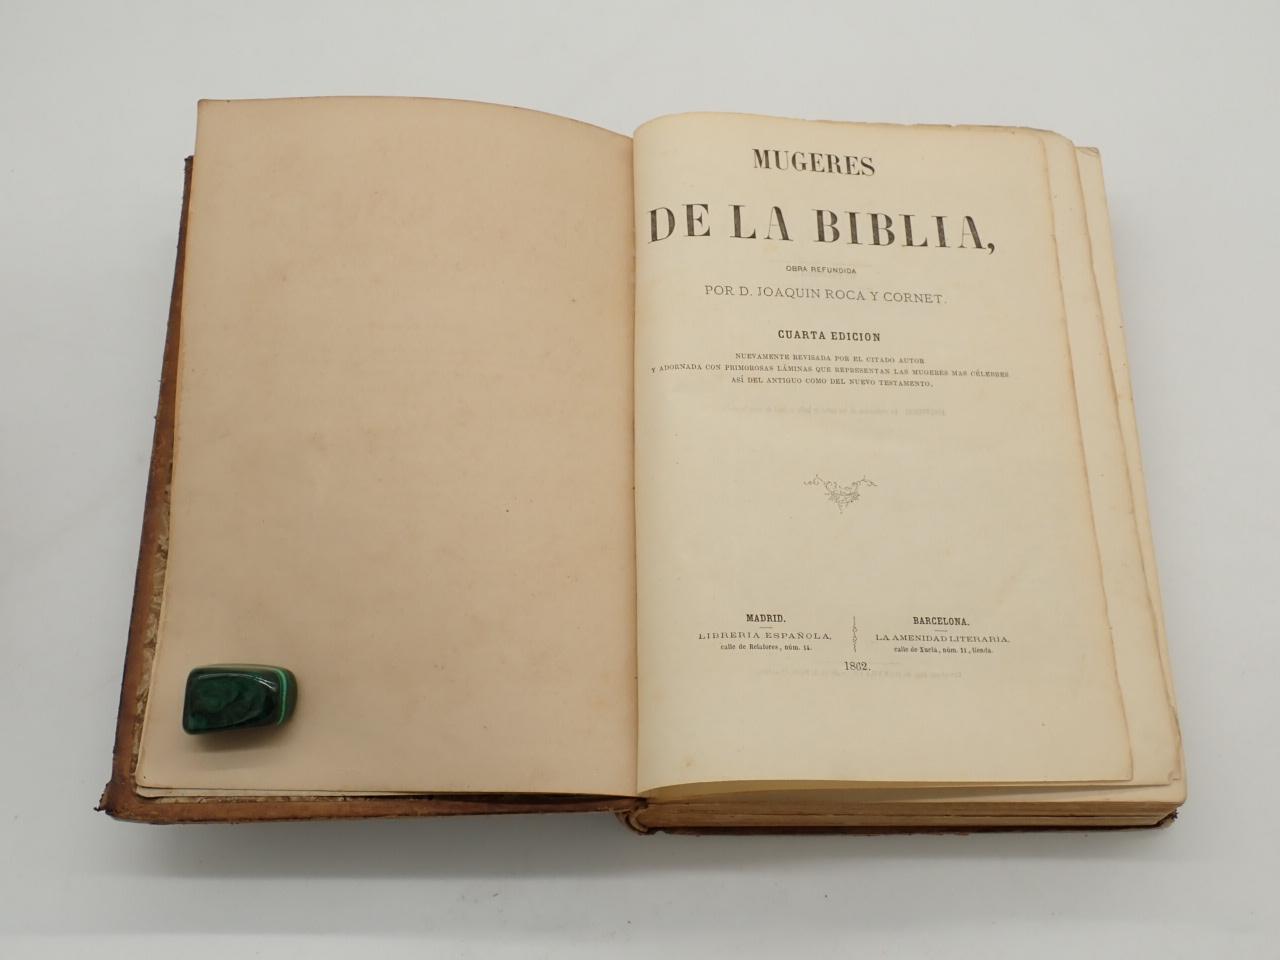 MUGERES
DE LA BIBLIA,
OBRA REFUNDIDA
POR D. JOAQUIN ROCA Y CORNET.
CUARTA EDICION
NUEVAMENTE REVISADA POR EL CITADO AUTOR
Y ADORNADA CON PRIMOROSAS LÁMINAS QUE REPRESENTAN LAS MUGERES MAS CÉLEBRES
ASÍ DEL ANTIGUO COMO DEL NUEVO TESTAMENTO.
MADRID.
LIBRERIA ESPAÑOLA,
calle de Relatores, núm. 14.
BARCELONA.
LA AMENIDAD LITERARIA.
calle de Xuclá, núm. 11, tienda.
1862.